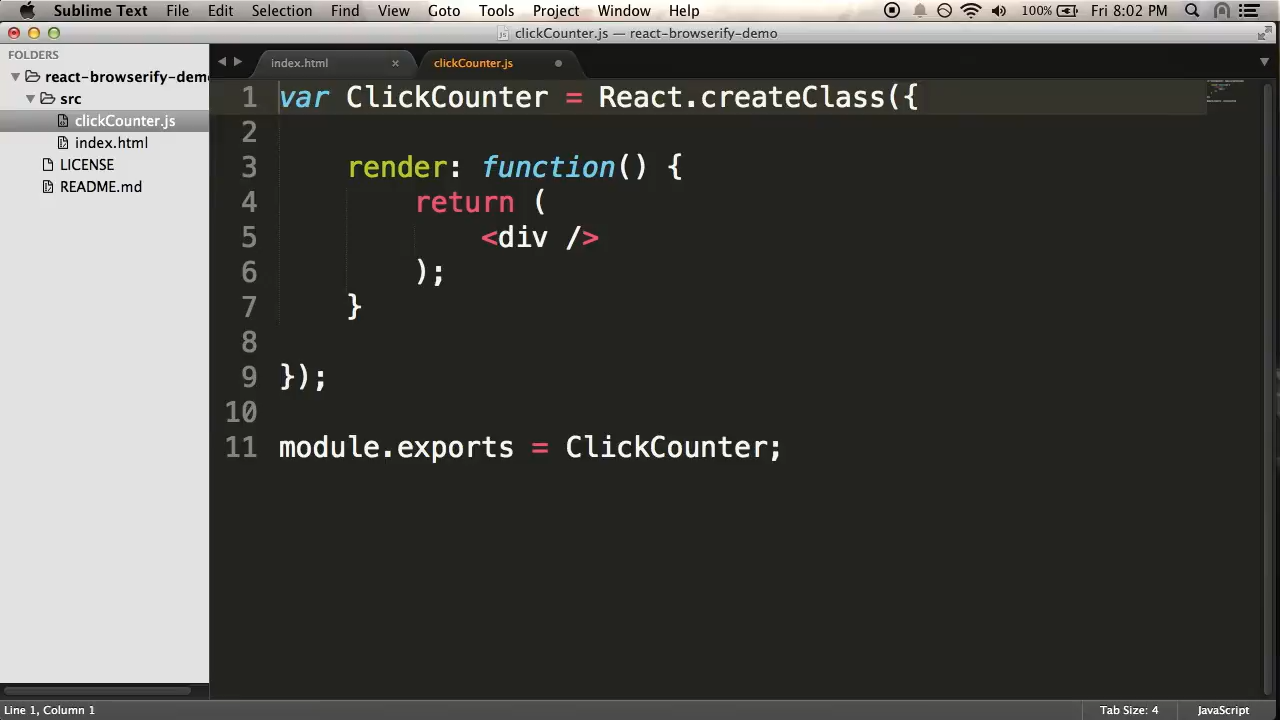 Sublime Text File Edit Selection Find View Goto Tools Project Window Help 100% Fri 8:02 PM
clickCounter.js — react-browserify-demo
FOLDERS
react-browserify-demo
src
clickCounter.js
index.html
LICENSE
README.md
index.html × clickCounter.js
1 var ClickCounter = React.createClass({
2
3 render: function() {
4 return (
5 <div />
6 );
7 }
8
9 });
10
11 module.exports = ClickCounter;
Line 1, Column 1 Tab Size: 4 JavaScript